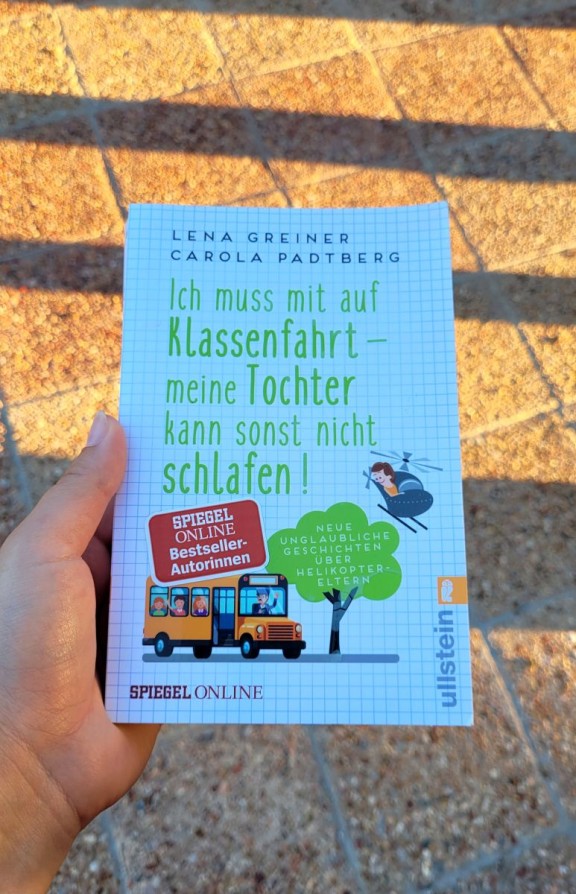 LENA GREINER
CAROLA PADTBERG
Ich muss mit auf
Klassenfahrt –
meine Tochter
kann sonst nicht
schlafen!
SPIEGEL
ONLINE
Bestseller-
Autorinnen
NEUE
UNGLAUBLICHE
GESCHICHTEN
ÜBER
HELIKOPTER-
ELTERN
ullstein
SPIEGEL ONLINE